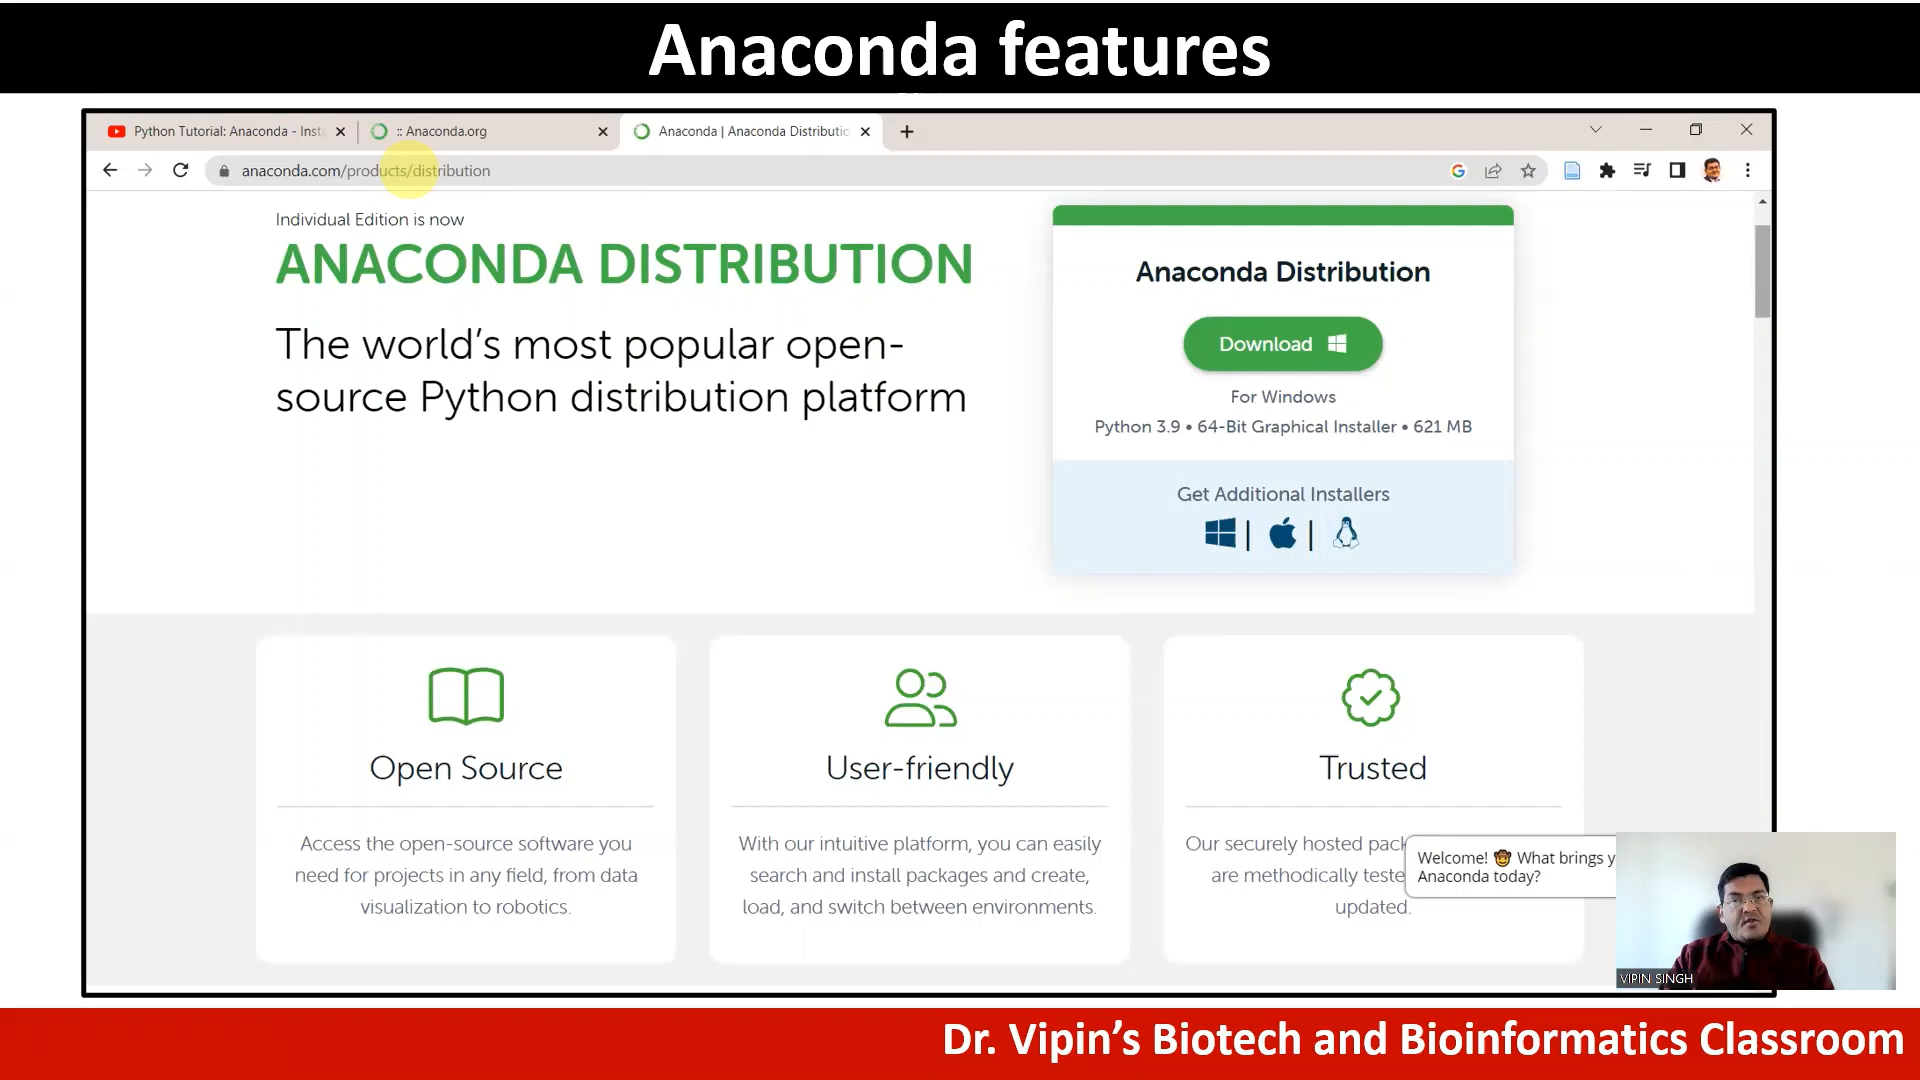 Anaconda features
Python Tutorial: Anaconda - Inst
:: Anaconda.org
Anaconda | Anaconda Distributio
anaconda.com/products/distribution
Individual Edition is now
ANACONDA DISTRIBUTION
The world’s most popular open-
source Python distribution platform
Anaconda Distribution
Download
For Windows
Python 3.9 • 64-Bit Graphical Installer • 621 MB
Get Additional Installers
Open Source
Access the open-source software you
need for projects in any field, from data
visualization to robotics.
User-friendly
With our intuitive platform, you can easily
search and install packages and create,
load, and switch between environments.
Trusted
Our securely hosted pack
are methodically teste
updated.
Welcome! 🤠 What brings y
Anaconda today?
VIPIN SINGH
Dr. Vipin’s Biotech and Bioinformatics Classroom